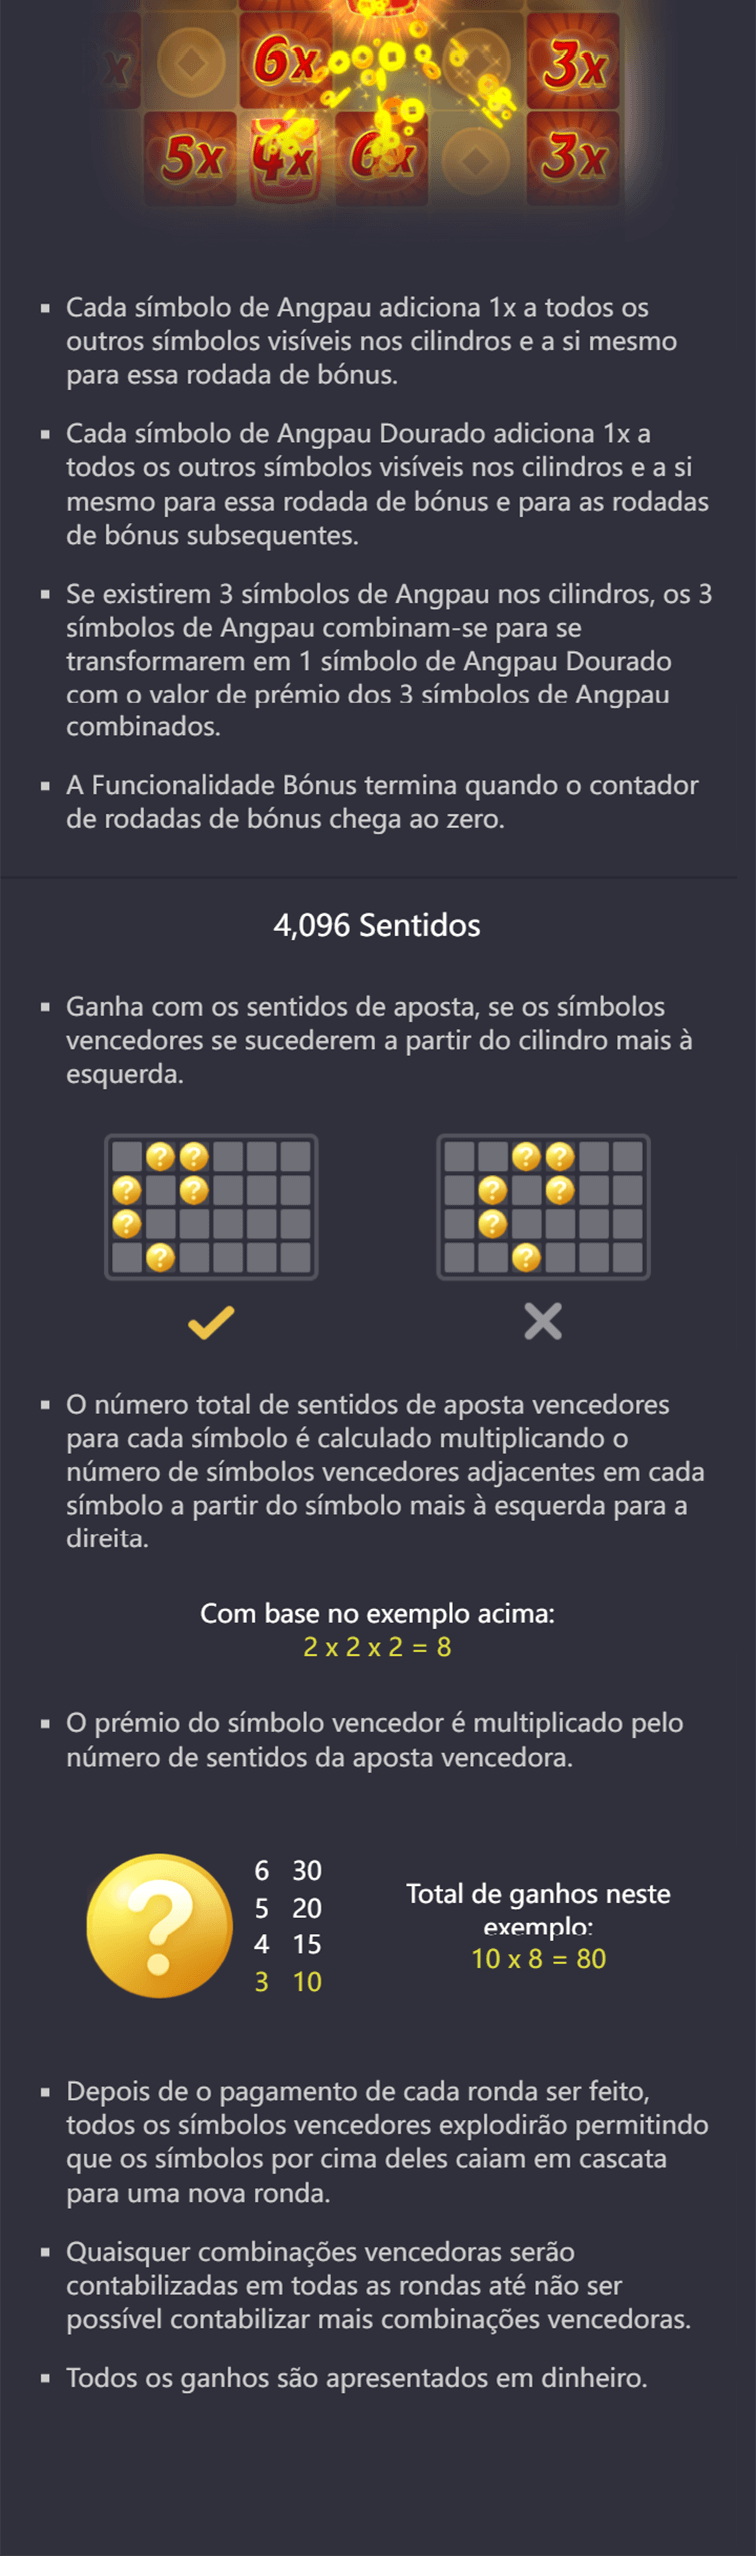 x 6x 3x
5x 4x 6x 3x
Cada símbolo de Angpau adiciona 1x a todos os
outros símbolos visíveis nos cilindros e a si mesmo
para essa rodada de bónus.
Cada símbolo de Angpau Dourado adiciona 1x a
todos os outros símbolos visíveis nos cilindros e a si
mesmo para essa rodada de bónus e para as rodadas
de bónus subsequentes.
Se existirem 3 símbolos de Angpau nos cilindros, os 3
símbolos de Angpau combinam-se para se
transformarem em 1 símbolo de Angpau Dourado
com o valor de prémio dos 3 símbolos de Angpau
combinados.
A Funcionalidade Bónus termina quando o contador
de rodadas de bónus chega ao zero.
4,096 Sentidos
Ganha com os sentidos de aposta, se os símbolos
vencedores se sucederem a partir do cilindro mais à
esquerda.
? ? ? ?
? ? ? ?
? ?
? ?
O número total de sentidos de aposta vencedores
para cada símbolo é calculado multiplicando o
número de símbolos vencedores adjacentes em cada
símbolo a partir do símbolo mais à esquerda para a
direita.
Com base no exemplo acima:
2 x 2 x 2 = 8
O prémio do símbolo vencedor é multiplicado pelo
número de sentidos da aposta vencedora.
?
6 30
5 20
4 15
3 10
Total de ganhos neste
exemplo:
10 x 8 = 80
Depois de o pagamento de cada ronda ser feito,
todos os símbolos vencedores explodirão permitindo
que os símbolos por cima deles caiam em cascata
para uma nova ronda.
Quaisquer combinações vencedoras serão
contabilizadas em todas as rondas até não ser
possível contabilizar mais combinações vencedoras.
Todos os ganhos são apresentados em dinheiro.